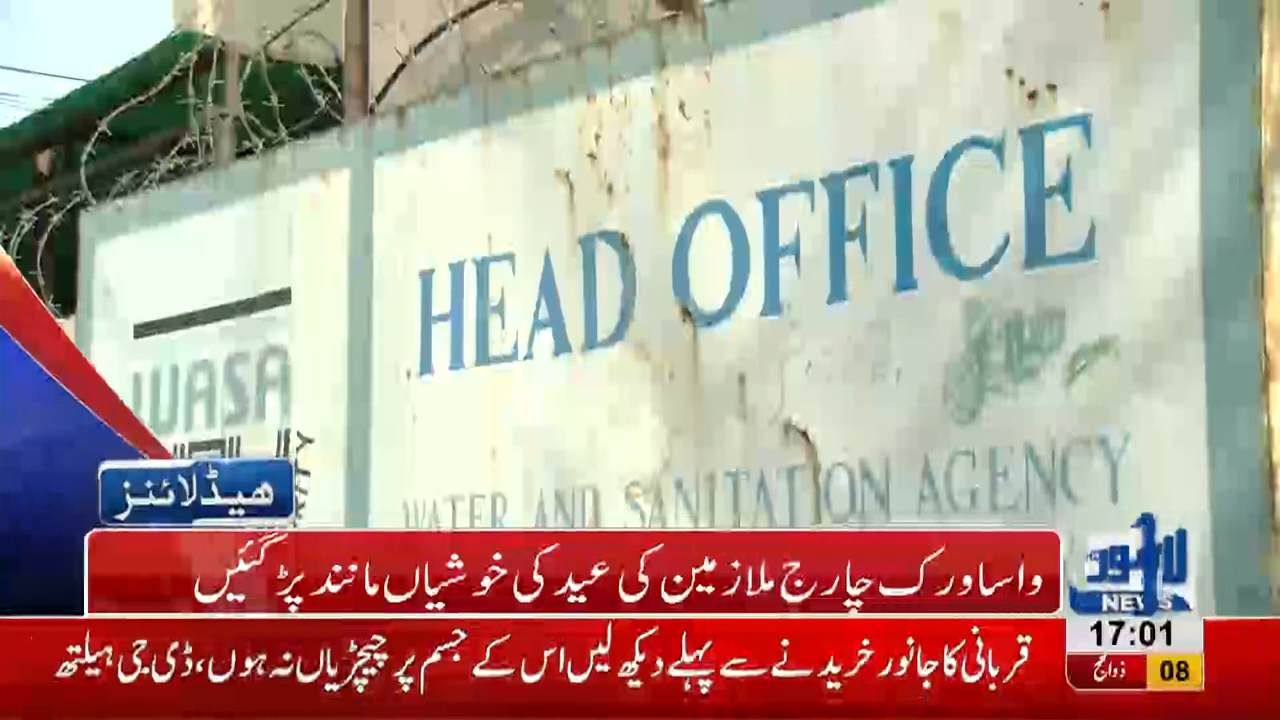 HEAD OFFICE
WASA
WATER AND SANITATION AGENCY
ھیڈلائنز
واسا ورک چارج ملازمین کی عید کی خوشیاں مانند پڑ گئیں
لاہور
NEWS
17:01
08 ذوالحج
قربانی کا جانور خریدنے سے پہلے دیکھ لیں اس کے جسم پر چیچڑیاں نہ ہوں، ڈی جی ہیلتھ